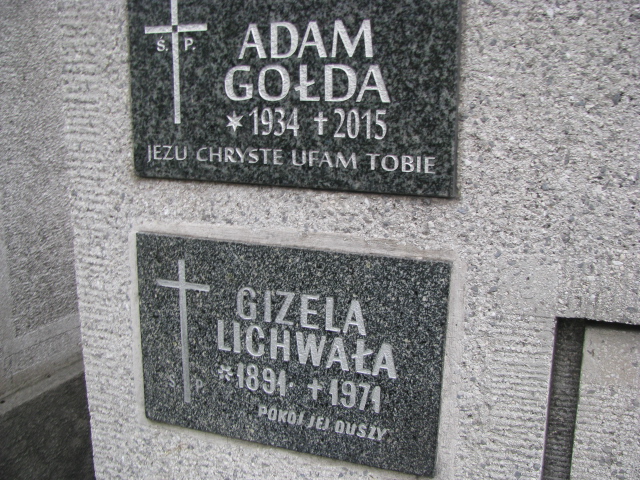 Ś. P.
ADAM
GOŁDA
* 1934 + 2015
JEZU CHRYSTE UFAM TOBIE
GIZELA
LICHWAŁA
* 1891 + 1971
Ś P
POKÓJ JEJ DUSZY